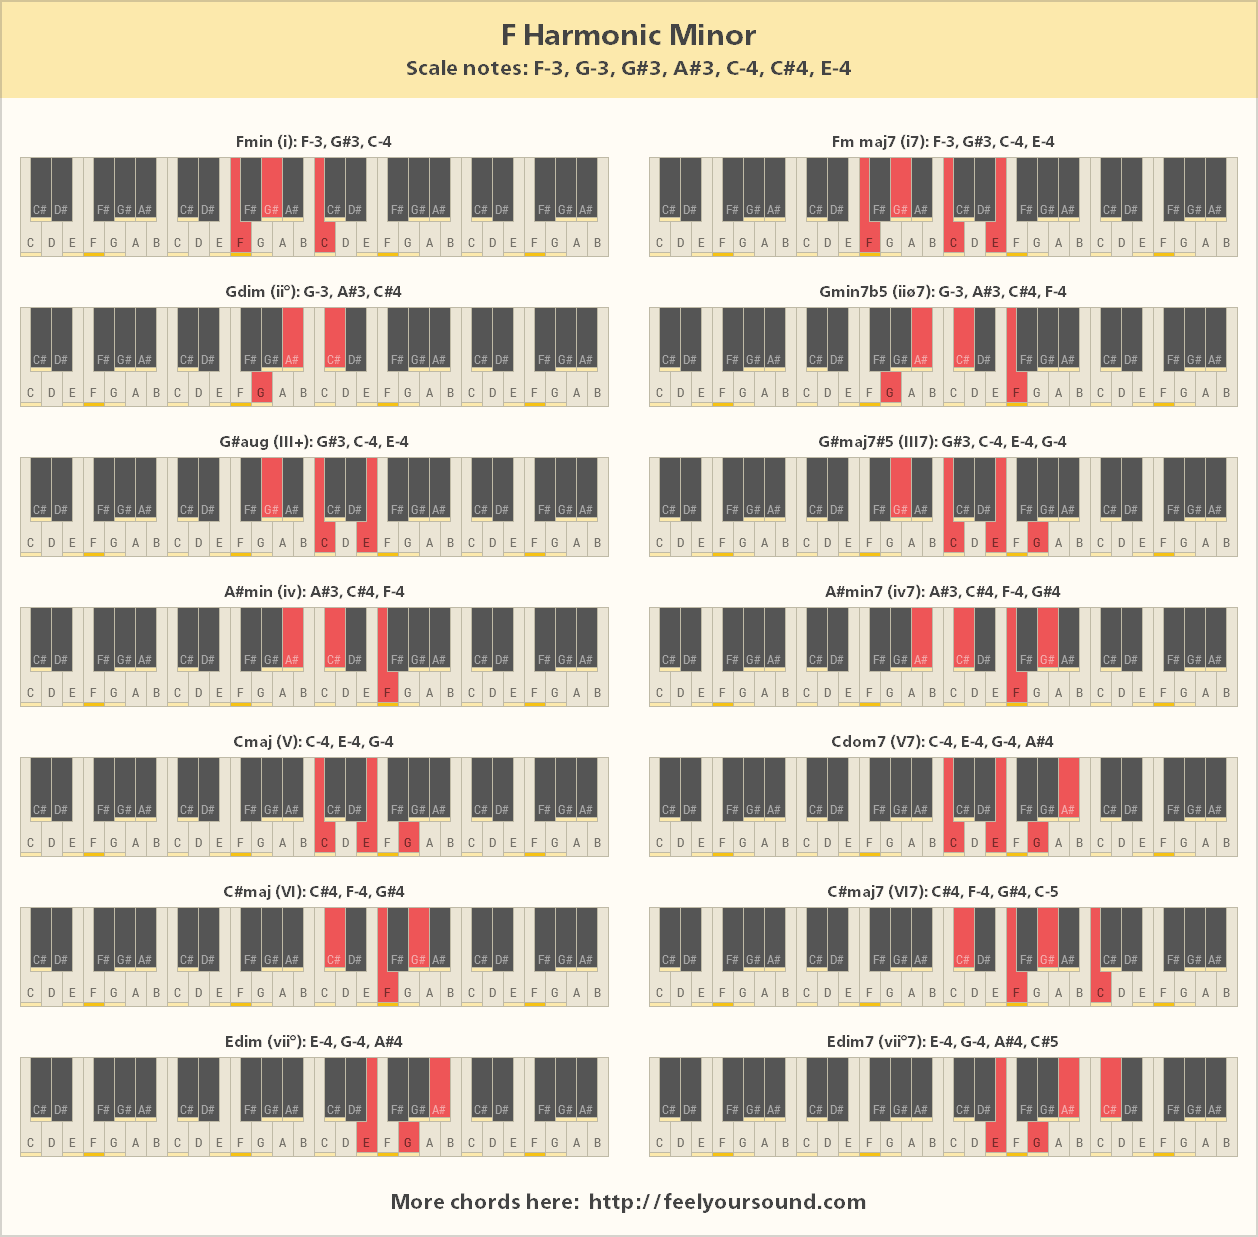 F Harmonic Minor
Scale notes: F-3, G-3, G#3, A#3, C-4, C#4, E-4
Fmin (i): F-3, G#3, C-4
C# D# F# G# A# C# D# F# G# A# C# D# F# G# A# C# D# F# G# A#
C D E F G A B C D E F G A B C D E F G A B C D E F G A B
Fm maj7 (i7): F-3, G#3, C-4, E-4
C# D# F# G# A# C# D# F# G# A# C# D# F# G# A# C# D# F# G# A#
C D E F G A B C D E F G A B C D E F G A B C D E F G A B
Gdim (ii°): G-3, A#3, C#4
C# D# F# G# A# C# D# F# G# A# C# D# F# G# A# C# D# F# G# A#
C D E F G A B C D E F G A B C D E F G A B C D E F G A B
Gmin7b5 (iiø7): G-3, A#3, C#4, F-4
C# D# F# G# A# C# D# F# G# A# C# D# F# G# A# C# D# F# G# A#
C D E F G A B C D E F G A B C D E F G A B C D E F G A B
G#aug (III+): G#3, C-4, E-4
C# D# F# G# A# C# D# F# G# A# C# D# F# G# A# C# D# F# G# A#
C D E F G A B C D E F G A B C D E F G A B C D E F G A B
G#maj7#5 (III7): G#3, C-4, E-4, G-4
C# D# F# G# A# C# D# F# G# A# C# D# F# G# A# C# D# F# G# A#
C D E F G A B C D E F G A B C D E F G A B C D E F G A B
A#min (iv): A#3, C#4, F-4
C# D# F# G# A# C# D# F# G# A# C# D# F# G# A# C# D# F# G# A#
C D E F G A B C D E F G A B C D E F G A B C D E F G A B
A#min7 (iv7): A#3, C#4, F-4, G#4
C# D# F# G# A# C# D# F# G# A# C# D# F# G# A# C# D# F# G# A#
C D E F G A B C D E F G A B C D E F G A B C D E F G A B
Cmaj (V): C-4, E-4, G-4
C# D# F# G# A# C# D# F# G# A# C# D# F# G# A# C# D# F# G# A#
C D E F G A B C D E F G A B C D E F G A B C D E F G A B
Cdom7 (V7): C-4, E-4, G-4, A#4
C# D# F# G# A# C# D# F# G# A# C# D# F# G# A# C# D# F# G# A#
C D E F G A B C D E F G A B C D E F G A B C D E F G A B
C#maj (VI): C#4, F-4, G#4
C# D# F# G# A# C# D# F# G# A# C# D# F# G# A# C# D# F# G# A#
C D E F G A B C D E F G A B C D E F G A B C D E F G A B
C#maj7 (VI7): C#4, F-4, G#4, C-5
C# D# F# G# A# C# D# F# G# A# C# D# F# G# A# C# D# F# G# A#
C D E F G A B C D E F G A B C D E F G A B C D E F G A B
Edim (vii°): E-4, G-4, A#4
C# D# F# G# A# C# D# F# G# A# C# D# F# G# A# C# D# F# G# A#
C D E F G A B C D E F G A B C D E F G A B C D E F G A B
Edim7 (vii°7): E-4, G-4, A#4, C#5
C# D# F# G# A# C# D# F# G# A# C# D# F# G# A# C# D# F# G# A#
C D E F G A B C D E F G A B C D E F G A B C D E F G A B
More chords here: http://feelyoursound.com